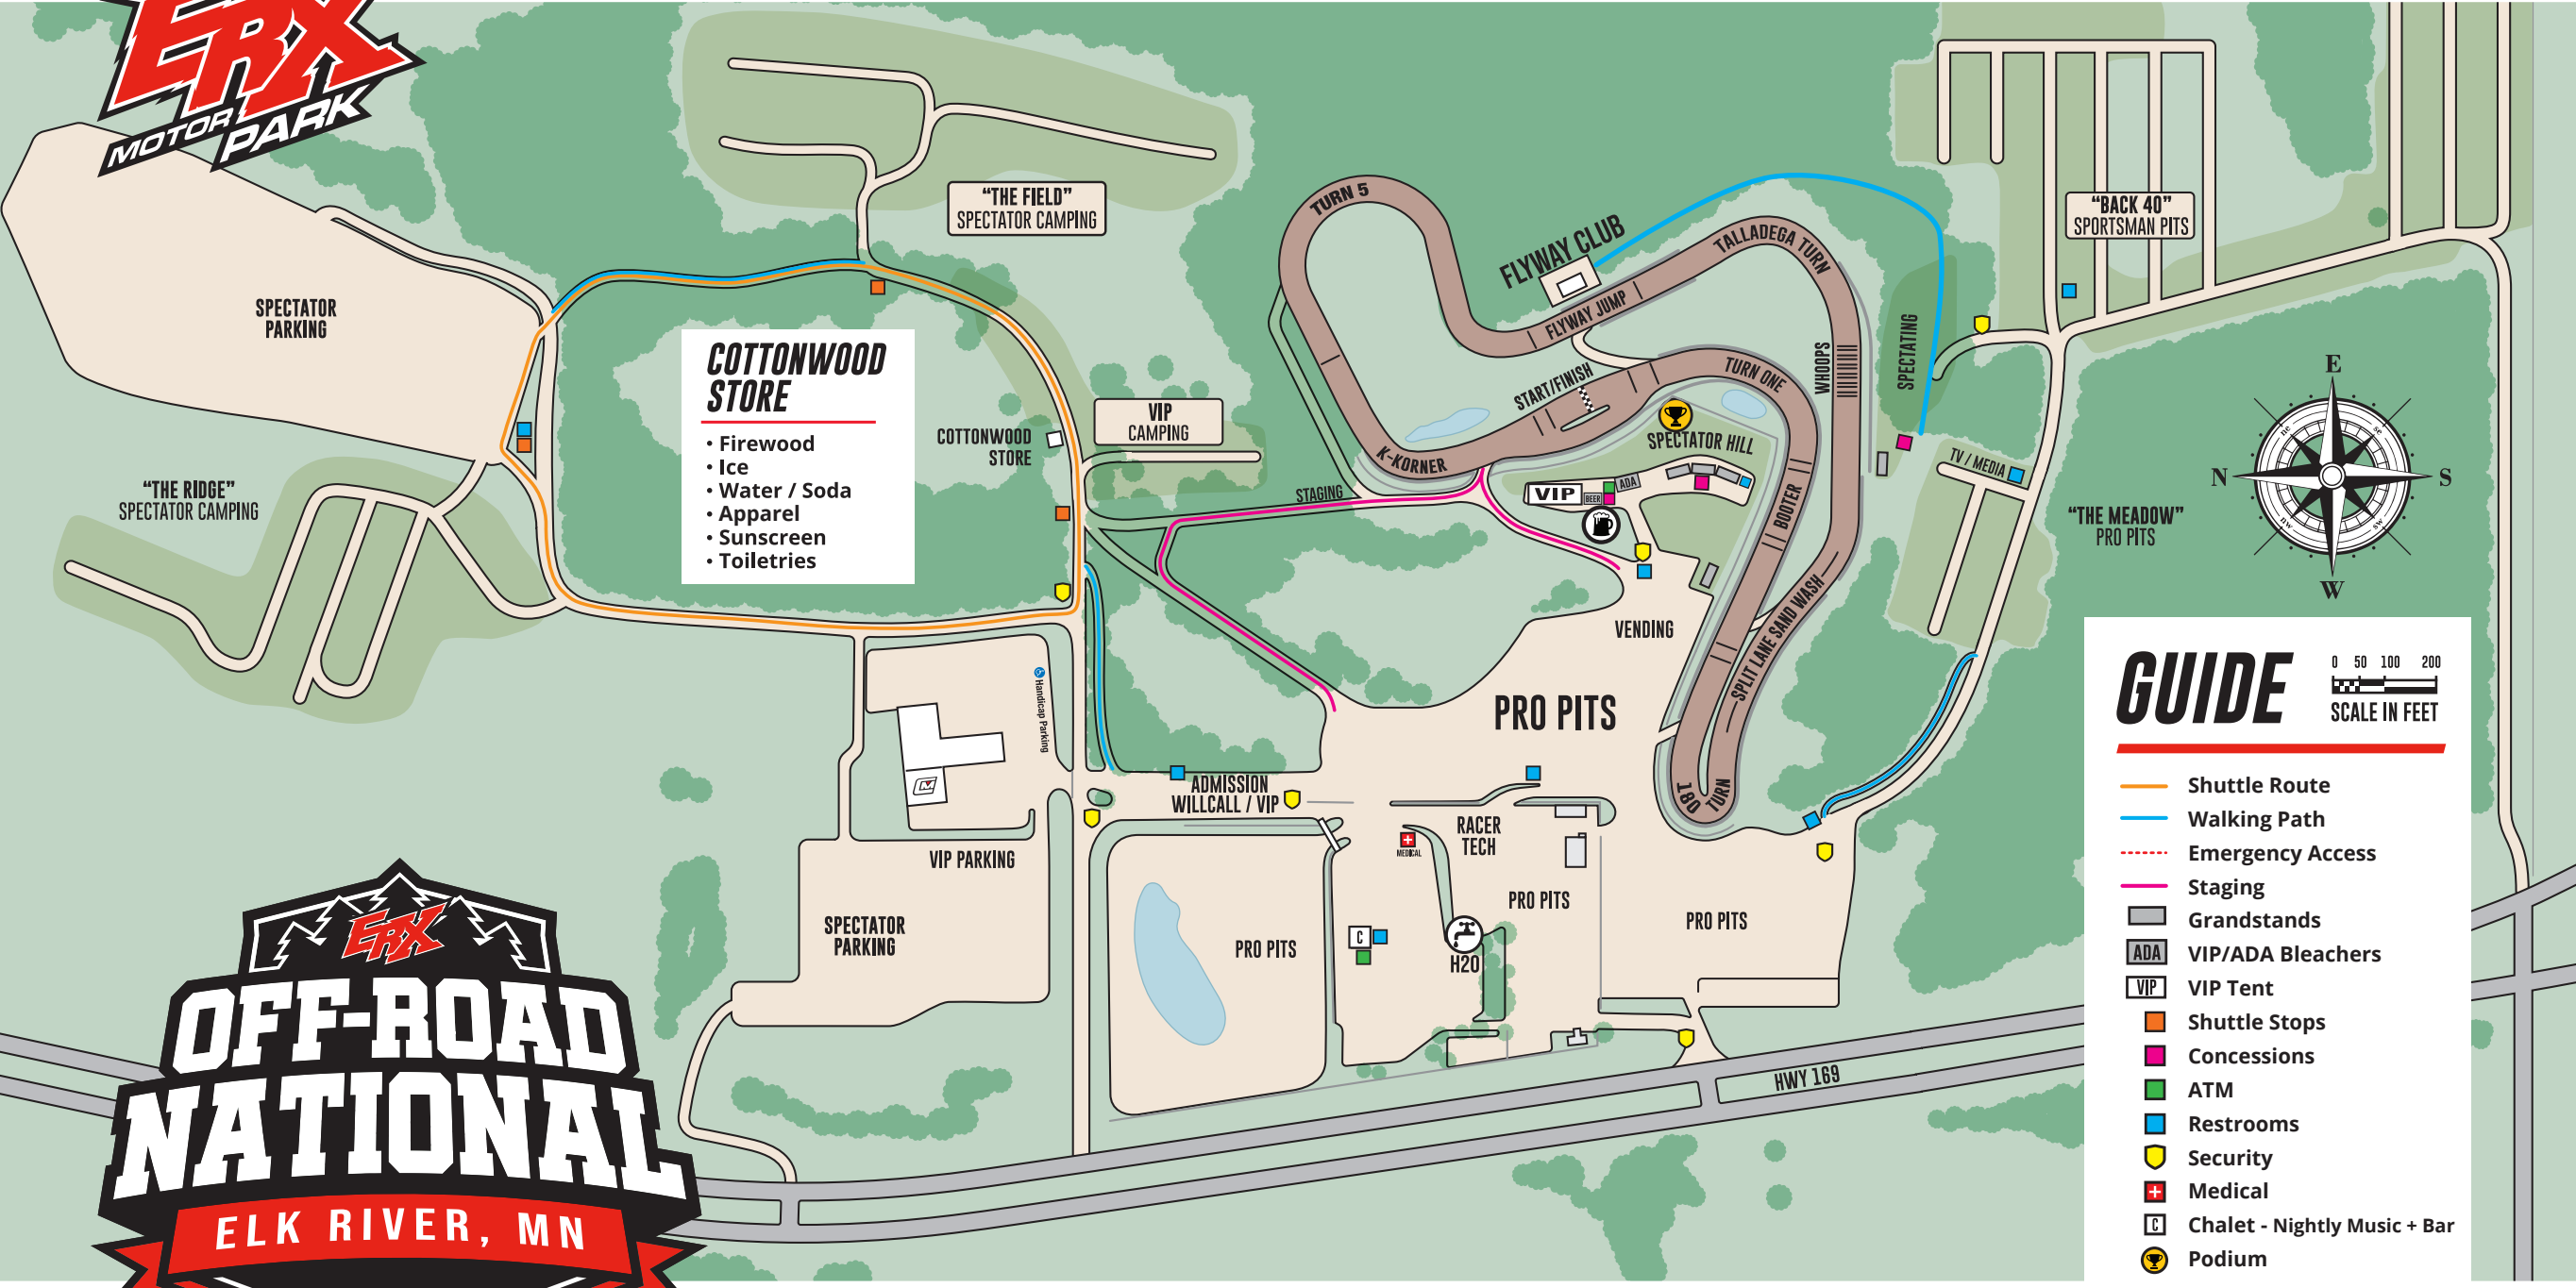 ERX
MOTOR
PARK
"THE FIELD"
SPECTATOR CAMPING
SPECTATOR
PARKING
"THE RIDGE"
SPECTATOR CAMPING
COTTONWOOD
STORE
• Firewood
• Ice
• Water / Soda
• Apparel
• Sunscreen
• Toiletries
COTTONWOOD
STORE
VIP
CAMPING
TURN 5
FLYWAY CLUB
FLYWAY JUMP
TALLADEGA TURN
WHOOPS
SPECTATING
START/FINISH
TURN ONE
K-KORNER
SPECTATOR HILL
STAGING
VIP
BEER
ADA
BOOTER
SPLIT LANE SAND WASH
180
TURN
VENDING
PRO PITS
"BACK 40"
SPORTSMAN PITS
TV / MEDIA
"THE MEADOW"
PRO PITS
E
N
S
W
ne
se
nw
sw
Handicap Parking
ADMISSION
WILLCALL / VIP
VIP PARKING
SPECTATOR
PARKING
RACER
TECH
MEDICAL
PRO PITS
PRO PITS
PRO PITS
C
H20
HWY 169
ERX
OFF-ROAD
NATIONAL
ELK RIVER, MN
GUIDE
0 50 100 200
SCALE IN FEET
Shuttle Route
Walking Path
Emergency Access
Staging
Grandstands
ADA VIP/ADA Bleachers
VIP VIP Tent
Shuttle Stops
Concessions
ATM
Restrooms
Security
Medical
C Chalet - Nightly Music + Bar
Podium